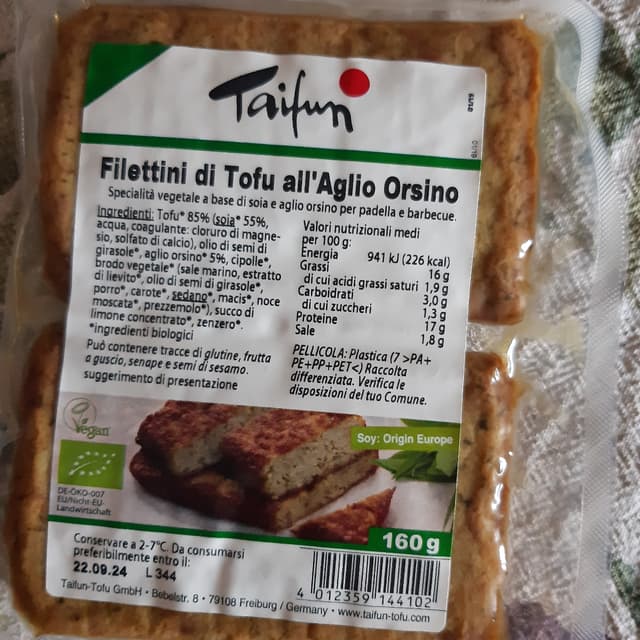 Taifun
Filettini di Tofu all'Aglio Orsino
Specialità vegetale a base di soia e aglio orsino per padella e barbecue.
Ingredienti: Tofu* 85% (soia* 55%,
acqua, coagulante: cloruro di magne-
sio, solfato di calcio), olio di semi di
girasole*, aglio orsino* 5%, cipolle*,
brodo vegetale* (sale marino, estratto
di lievito*, olio di semi di girasole*,
porro*, carote*, sedano*, macis*, noce
moscata*, prezzemolo*), succo di
limone concentrato*, zenzero*.
*ingredienti biologici
Può contenere tracce di glutine, frutta
a guscio, senape e semi di sesamo.
suggerimento di presentazione
Valori nutrizionali medi
per 100 g:
Energia 941 kJ (226 kcal)
Grassi 16 g
di cui acidi grassi saturi 1,9 g
Carboidrati 3,0 g
di cui zuccheri 1,3 g
Proteine 17 g
Sale 1,8 g
PELLICOLA: Plastica (7 >PA+
PE+PP+PET<) Raccolta
differenziata. Verifica le
disposizioni del tuo Comune.
Vegan
Soy: Origin Europe
DE-ÖKO-007
EU/Nicht-EU-
Landwirtschaft
160 g
Conservare a 2-7°C. Da consumarsi
preferibilmente entro il:
22.09.24 L 344
4 012359 144102
Taifun-Tofu GmbH • Bebelstr. 8 • 79108 Freiburg / Germany • www.taifun-tofu.com